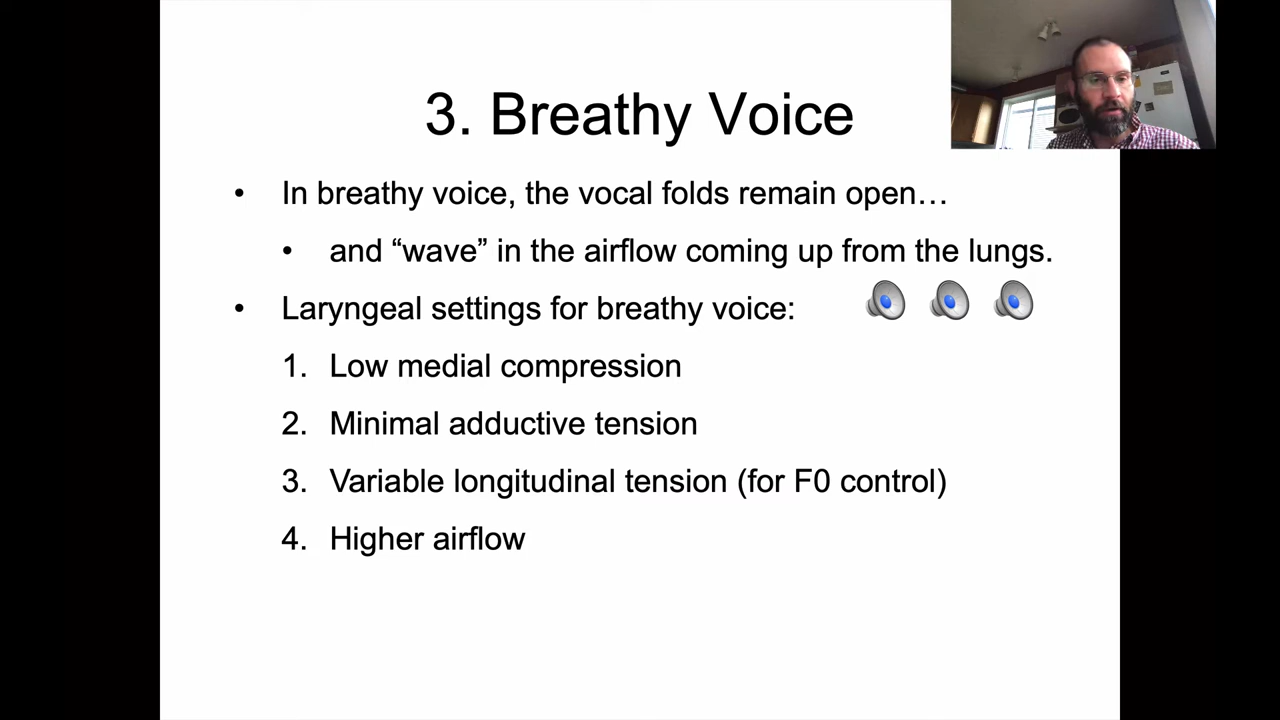 3. Breathy Voice
• In breathy voice, the vocal folds remain open…
• and “wave” in the airflow coming up from the lungs.
• Laryngeal settings for breathy voice:
1. Low medial compression
2. Minimal adductive tension
3. Variable longitudinal tension (for F0 control)
4. Higher airflow